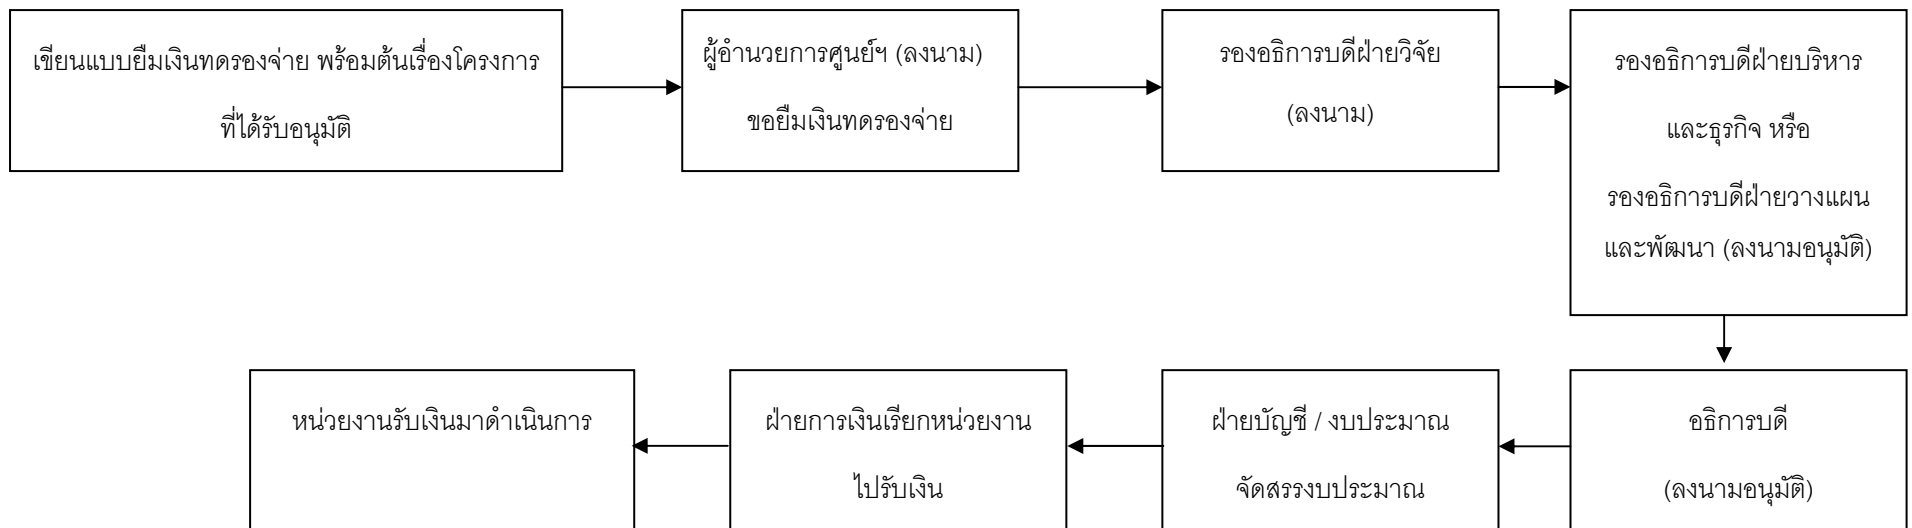 เขียนแบบยืมเงินทดรองจ่าย พร้อมต้นเรื่องโครงการ
ที่ได้รับอนุมัติ
ผู้อำนวยการศูนย์ฯ (ลงนาม)
ขอยืมเงินทดรองจ่าย
รองอธิการบดีฝ่ายวิจัย
(ลงนาม)
รองอธิการบดีฝ่ายบริหาร
และธุรกิจ หรือ
รองอธิการบดีฝ่ายวางแผน
และพัฒนา (ลงนามอนุมัติ)
อธิการบดี
(ลงนามอนุมัติ)
ฝ่ายบัญชี / งบประมาณ
จัดสรรงบประมาณ
ฝ่ายการเงินเรียกหน่วยงาน
ไปรับเงิน
หน่วยงานรับเงินมาดำเนินการ